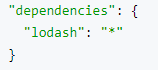 "dependencies": {
  "lodash": "*"
}